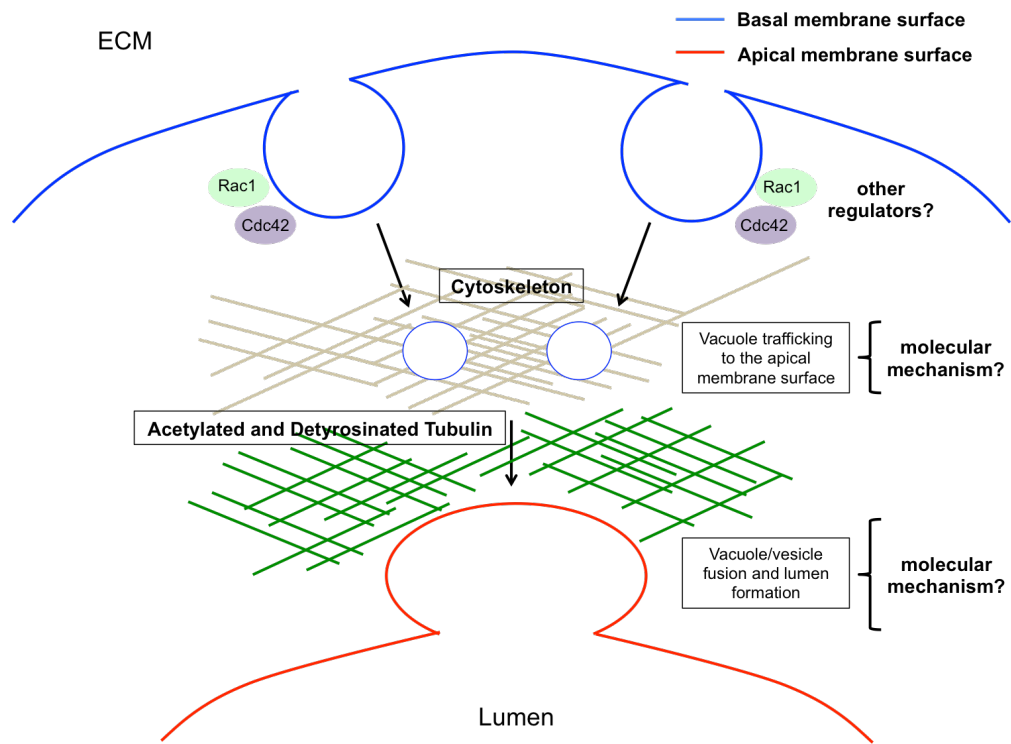 ECM
Basal membrane surface
Apical membrane surface
Rac1
Cdc42
Rac1
Cdc42
other
regulators?
Cytoskeleton
Vacuole trafficking
to the apical
membrane surface
molecular
mechanism?
Acetylated and Detyrosinated Tubulin
Vacuole/vesicle
fusion and lumen
formation
molecular
mechanism?
Lumen